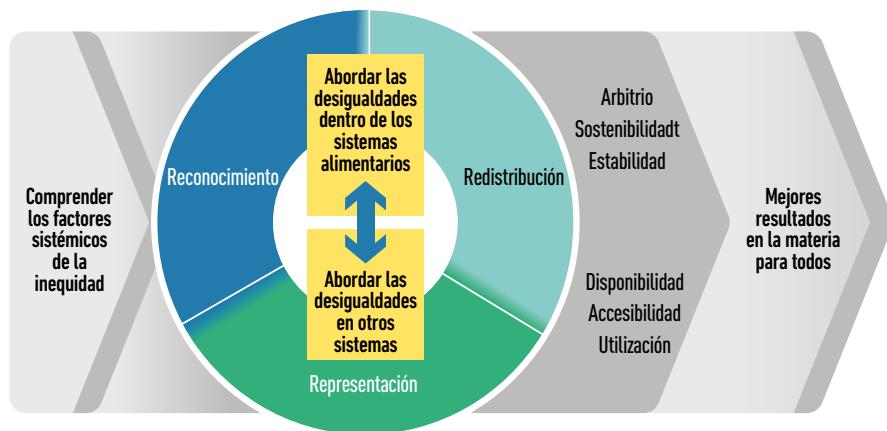 Comprender
los factores
sistémicos
de la
inequidad
Reconocimiento
Abordar las
desigualdades
dentro de los
sistemas
alimentarios
Redistribución
Abordar las
desigualdades
en otros
sistemas
Representación
Arbitrio
Sostenibilidadt
Estabilidad
Disponibilidad
Accesibilidad
Utilización
Mejores
resultados
en la materia
para todos